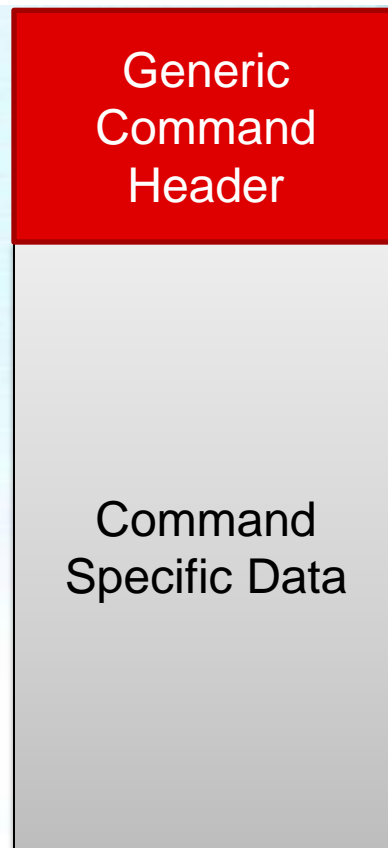 Generic
Command
Header
Command
Specific Data